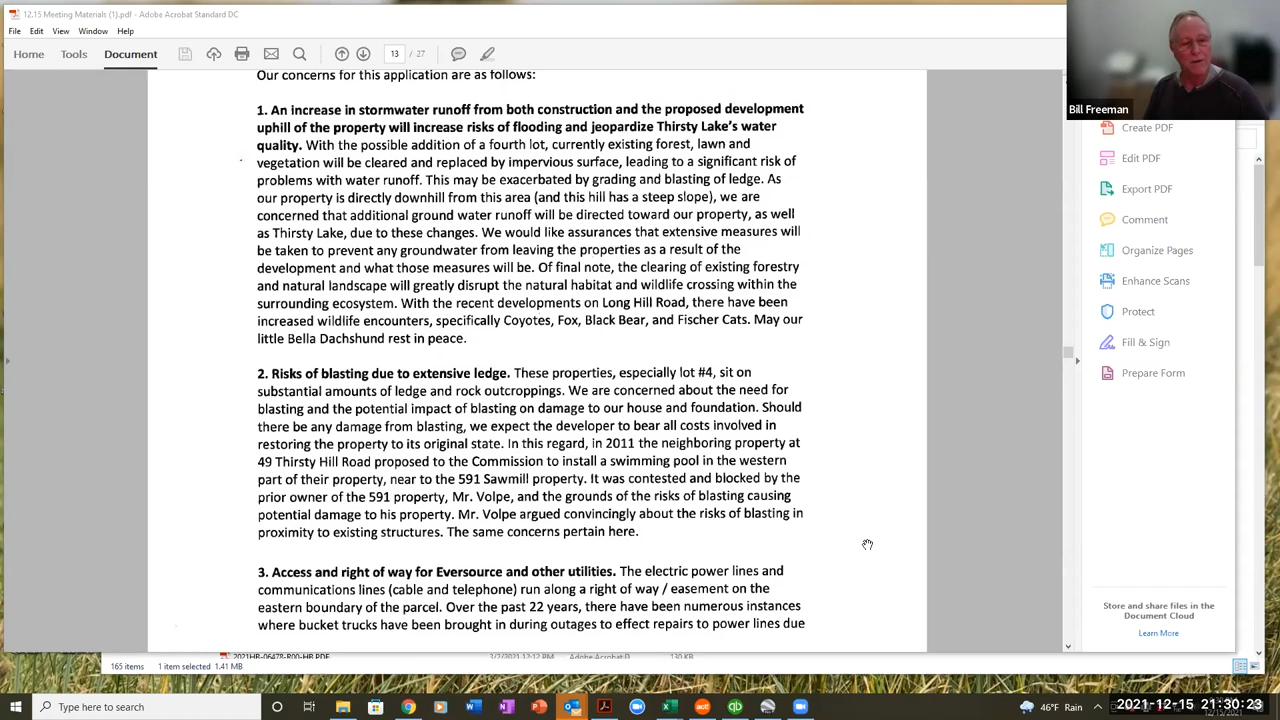 12.15 Meeting Materials (1).pdf - Adobe Acrobat Standard DC
File Edit View Window Help
Home Tools Document 13 / 27
Bill Freeman
Our concerns for this application are as follows:
1. An increase in stormwater runoff from both construction and the proposed development
uphill of the property will increase risks of flooding and jeopardize Thirsty Lake's water
quality. With the possible addition of a fourth lot, currently existing forest, lawn and
vegetation will be cleared and replaced by impervious surface, leading to a significant risk of
problems with water runoff. This may be exacerbated by grading and blasting of ledge. As
our property is directly downhill from this area (and this hill has a steep slope), we are
concerned that additional ground water runoff will be directed toward our property, as well
as Thirsty Lake, due to these changes. We would like assurances that extensive measures will
be taken to prevent any groundwater from leaving the properties as a result of the
development and what those measures will be. Of final note, the clearing of existing forestry
and natural landscape will greatly disrupt the natural habitat and wildlife crossing within the
surrounding ecosystem. With the recent developments on Long Hill Road, there have been
increased wildlife encounters, specifically Coyotes, Fox, Black Bear, and Fischer Cats. May our
little Bella Dachshund rest in peace.
2. Risks of blasting due to extensive ledge. These properties, especially lot #4, sit on
substantial amounts of ledge and rock outcroppings. We are concerned about the need for
blasting and the potential impact of blasting on damage to our house and foundation. Should
there be any damage from blasting, we expect the developer to bear all costs involved in
restoring the property to its original state. In this regard, in 2011 the neighboring property at
49 Thirsty Hill Road proposed to the Commission to install a swimming pool in the western
part of their property, near to the 591 Sawmill property. It was contested and blocked by the
prior owner of the 591 property, Mr. Volpe, and the grounds of the risks of blasting causing
potential damage to his property. Mr. Volpe argued convincingly about the risks of blasting in
proximity to existing structures. The same concerns pertain here.
3. Access and right of way for Eversource and other utilities. The electric power lines and
communications lines (cable and telephone) run along a right of way / easement on the
eastern boundary of the parcel. Over the past 22 years, there have been numerous instances
where bucket trucks have been brought in during outages to effect repairs to power lines due
Create PDF
Edit PDF
Export PDF
Comment
Organize Pages
Enhance Scans
Protect
Fill & Sign
Prepare Form
Store and share files in the
Document Cloud
Learn More
2021HB-06478-R00-HB.PDF 3/2/2021 12:12 PM Adobe Acrobat D 130 KB
165 items 1 item selected 1.41 MB
Type here to search
46°F Rain
2021-12-15 21:30:23